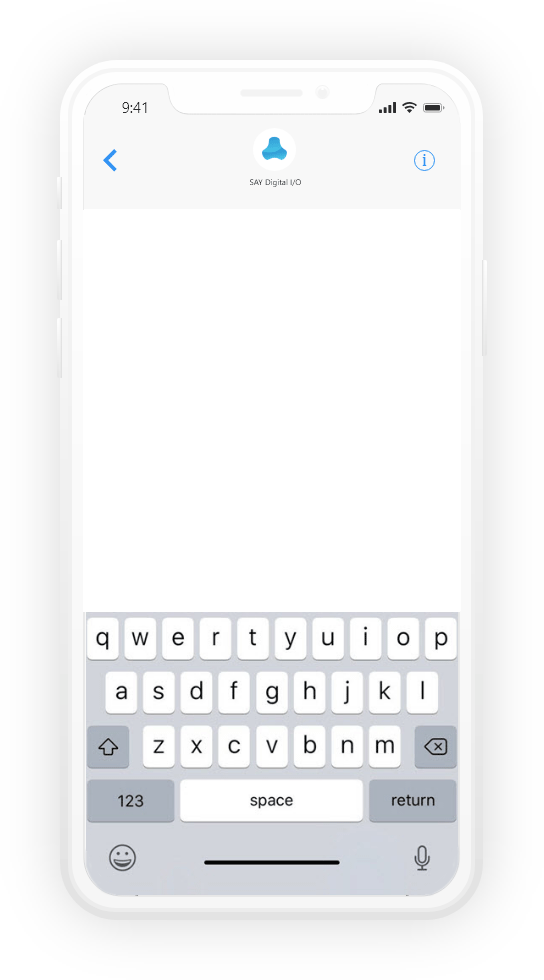 9:41
i
SAY Digital I/O
q w e r t y u i o p
a s d f g h j k l
z x c v b n m
123 space return